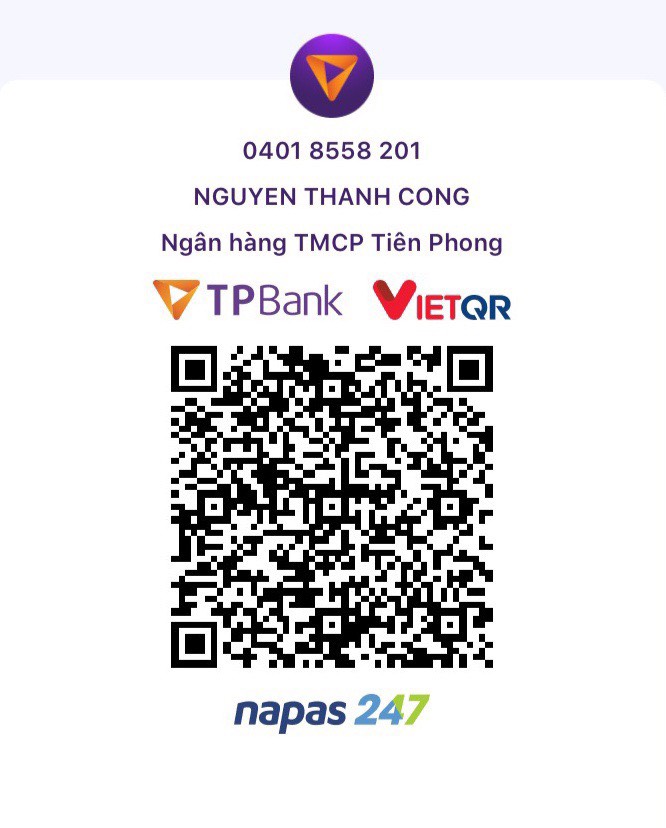 0401 8558 201
NGUYEN THANH CONG
Ngân hàng TMCP Tiên Phong
TPBank VIETQR
napas 247